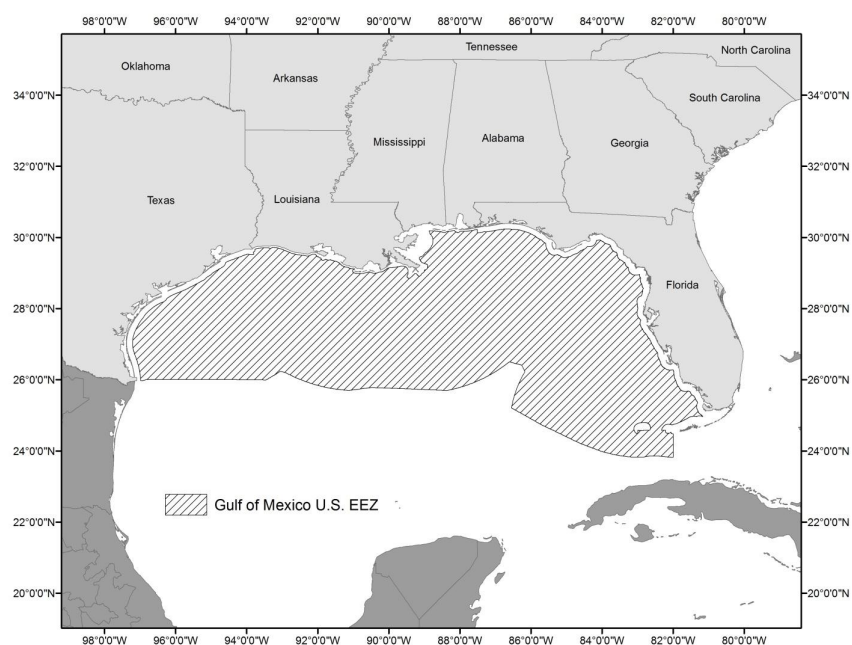 98°0'0"W 96°0'0"W 94°0'0"W 92°0'0"W 90°0'0"W 88°0'0"W 86°0'0"W 84°0'0"W 82°0'0"W 80°0'0"W
Tennessee
North Carolina
Oklahoma
Arkansas
34°0'0"N
South Carolina
34°0'0"N
Mississippi
Alabama
Georgia
32°0'0"N
32°0'0"N
Texas
Louisiana
30°0'0"N
30°0'0"N
Florida
28°0'0"N
28°0'0"N
26°0'0"N
26°0'0"N
24°0'0"N
24°0'0"N
Gulf of Mexico U.S. EEZ
22°0'0"N
22°0'0"N
20°0'0"N
20°0'0"N
98°0'0"W 96°0'0"W 94°0'0"W 92°0'0"W 90°0'0"W 88°0'0"W 86°0'0"W 84°0'0"W 82°0'0"W 80°0'0"W